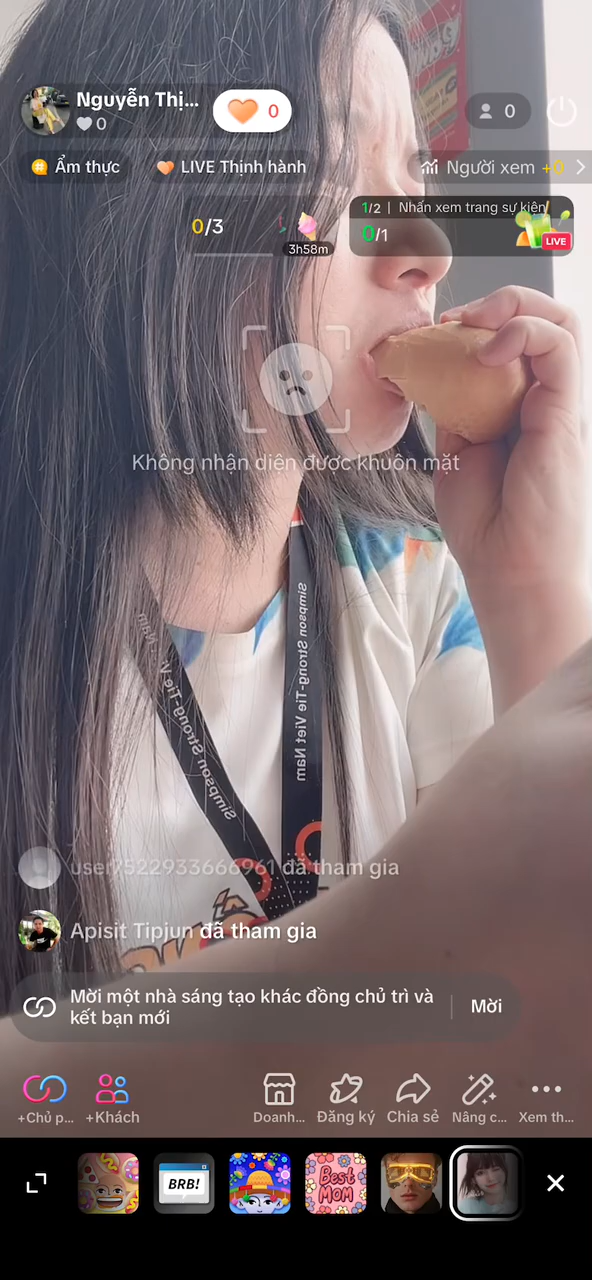 Nguyễn Thị...
0
0
0
Ẩm thực
LIVE Thịnh hành
Người xem +0
0/3
3h58m
1/2 | Nhấn xem trang sự kiện
0/1
LIVE
Không nhận diện được khuôn mặt
Simpson Strong-Tie Viet Nam
Simpson Strong-Tie Vi
Nam
user7522933666961 đã tham gia
Apisit Tipjun đã tham gia
Mời một nhà sáng tạo khác đồng chủ trì và
kết bạn mới
Mời
+Chủ p...
+Khách
Doanh...
Đăng ký
Chia sẻ
Nâng c...
Xem th...
BRB!
Best
MOM